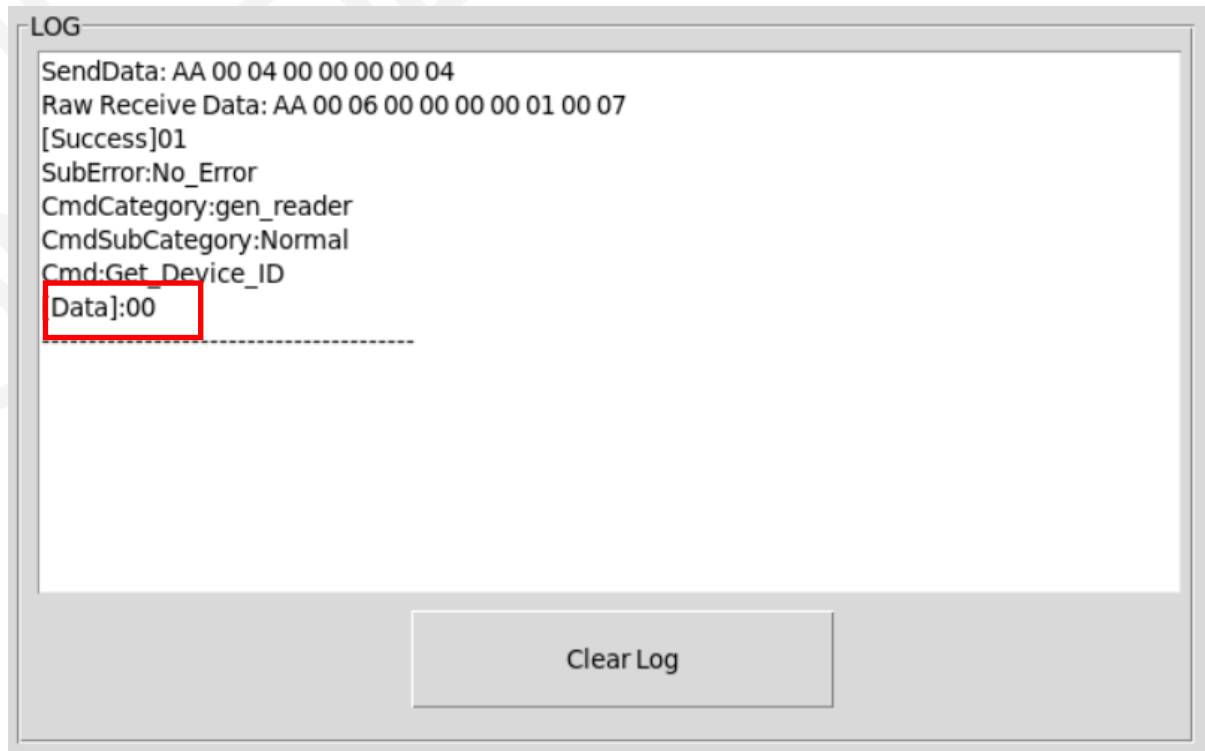 LOG
SendData: AA 00 04 00 00 00 00 04
Raw Receive Data: AA 00 06 00 00 00 00 01 00 07
[Success]01
SubError:No_Error
CmdCategory:gen_reader
CmdSubCategory:Normal
Cmd:Get_Device_ID
[Data]:00
----------------------------------------
Clear Log